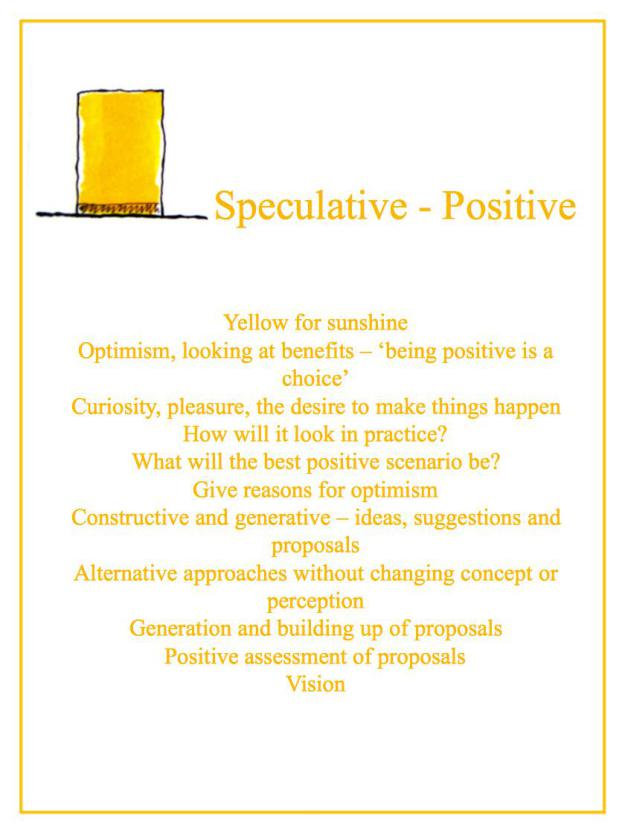 Speculative - Positive
Yellow for sunshine
Optimism, looking at benefits – ‘being positive is a
choice’
Curiosity, pleasure, the desire to make things happen
How will it look in practice?
What will the best positive scenario be?
Give reasons for optimism
Constructive and generative – ideas, suggestions and
proposals
Alternative approaches without changing concept or
perception
Generation and building up of proposals
Positive assessment of proposals
Vision